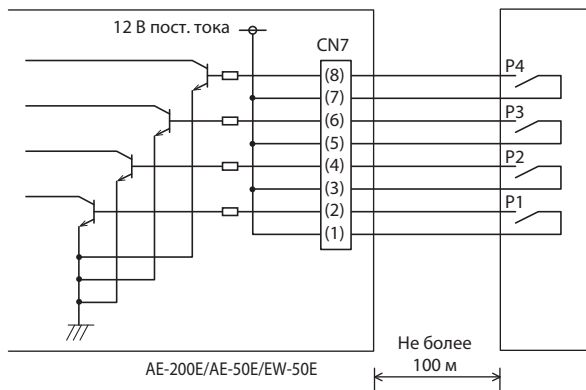 12 В пост. тока
CN7
(8)
P4
(7)
(6)
P3
(5)
(4)
P2
(3)
(2)
P1
(1)
AE-200E/AE-50E/EW-50E
Не более
100 м